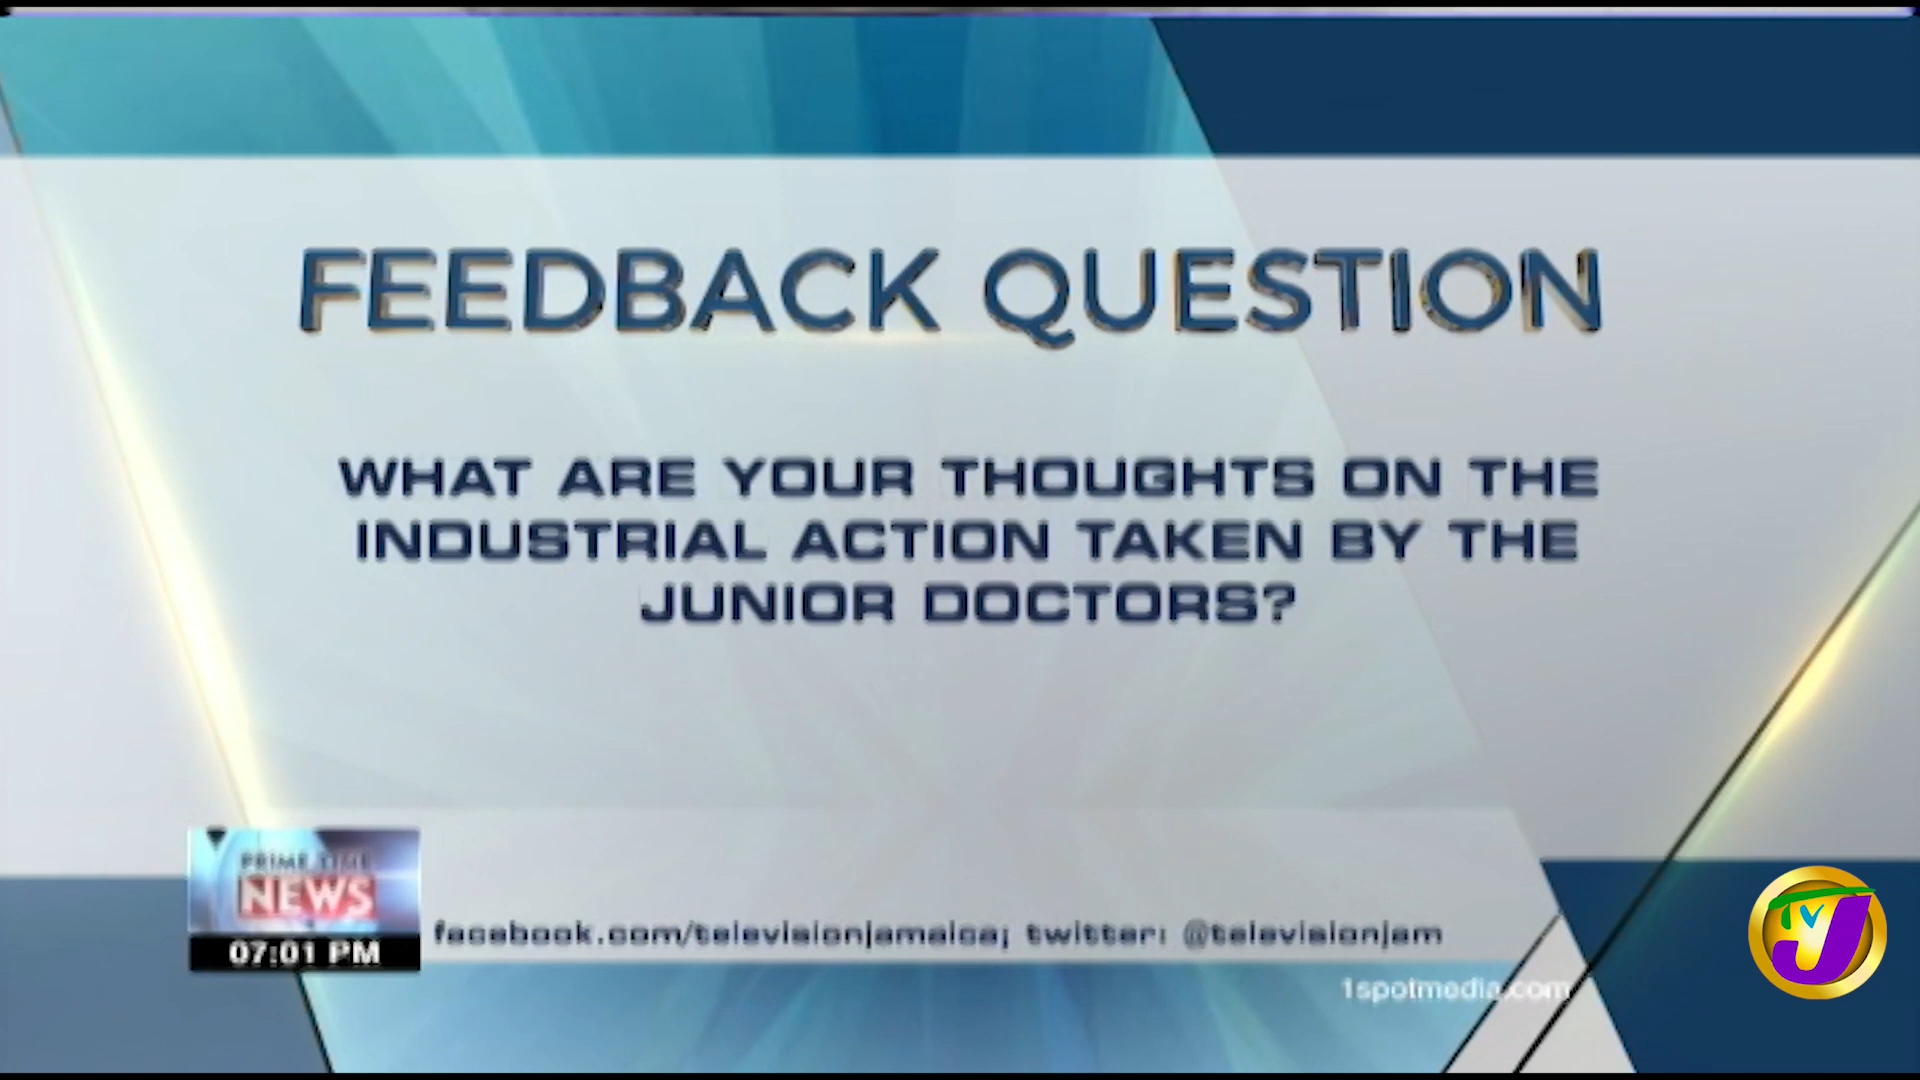 FEEDBACK QUESTION
WHAT ARE YOUR THOUGHTS ON THE
INDUSTRIAL ACTION TAKEN BY THE
JUNIOR DOCTORS?
PRIME TIME
NEWS
07:01 PM
facebook.com/televisionjamaica; twitter: @televisionjam
1spotmedia.com
TVJ